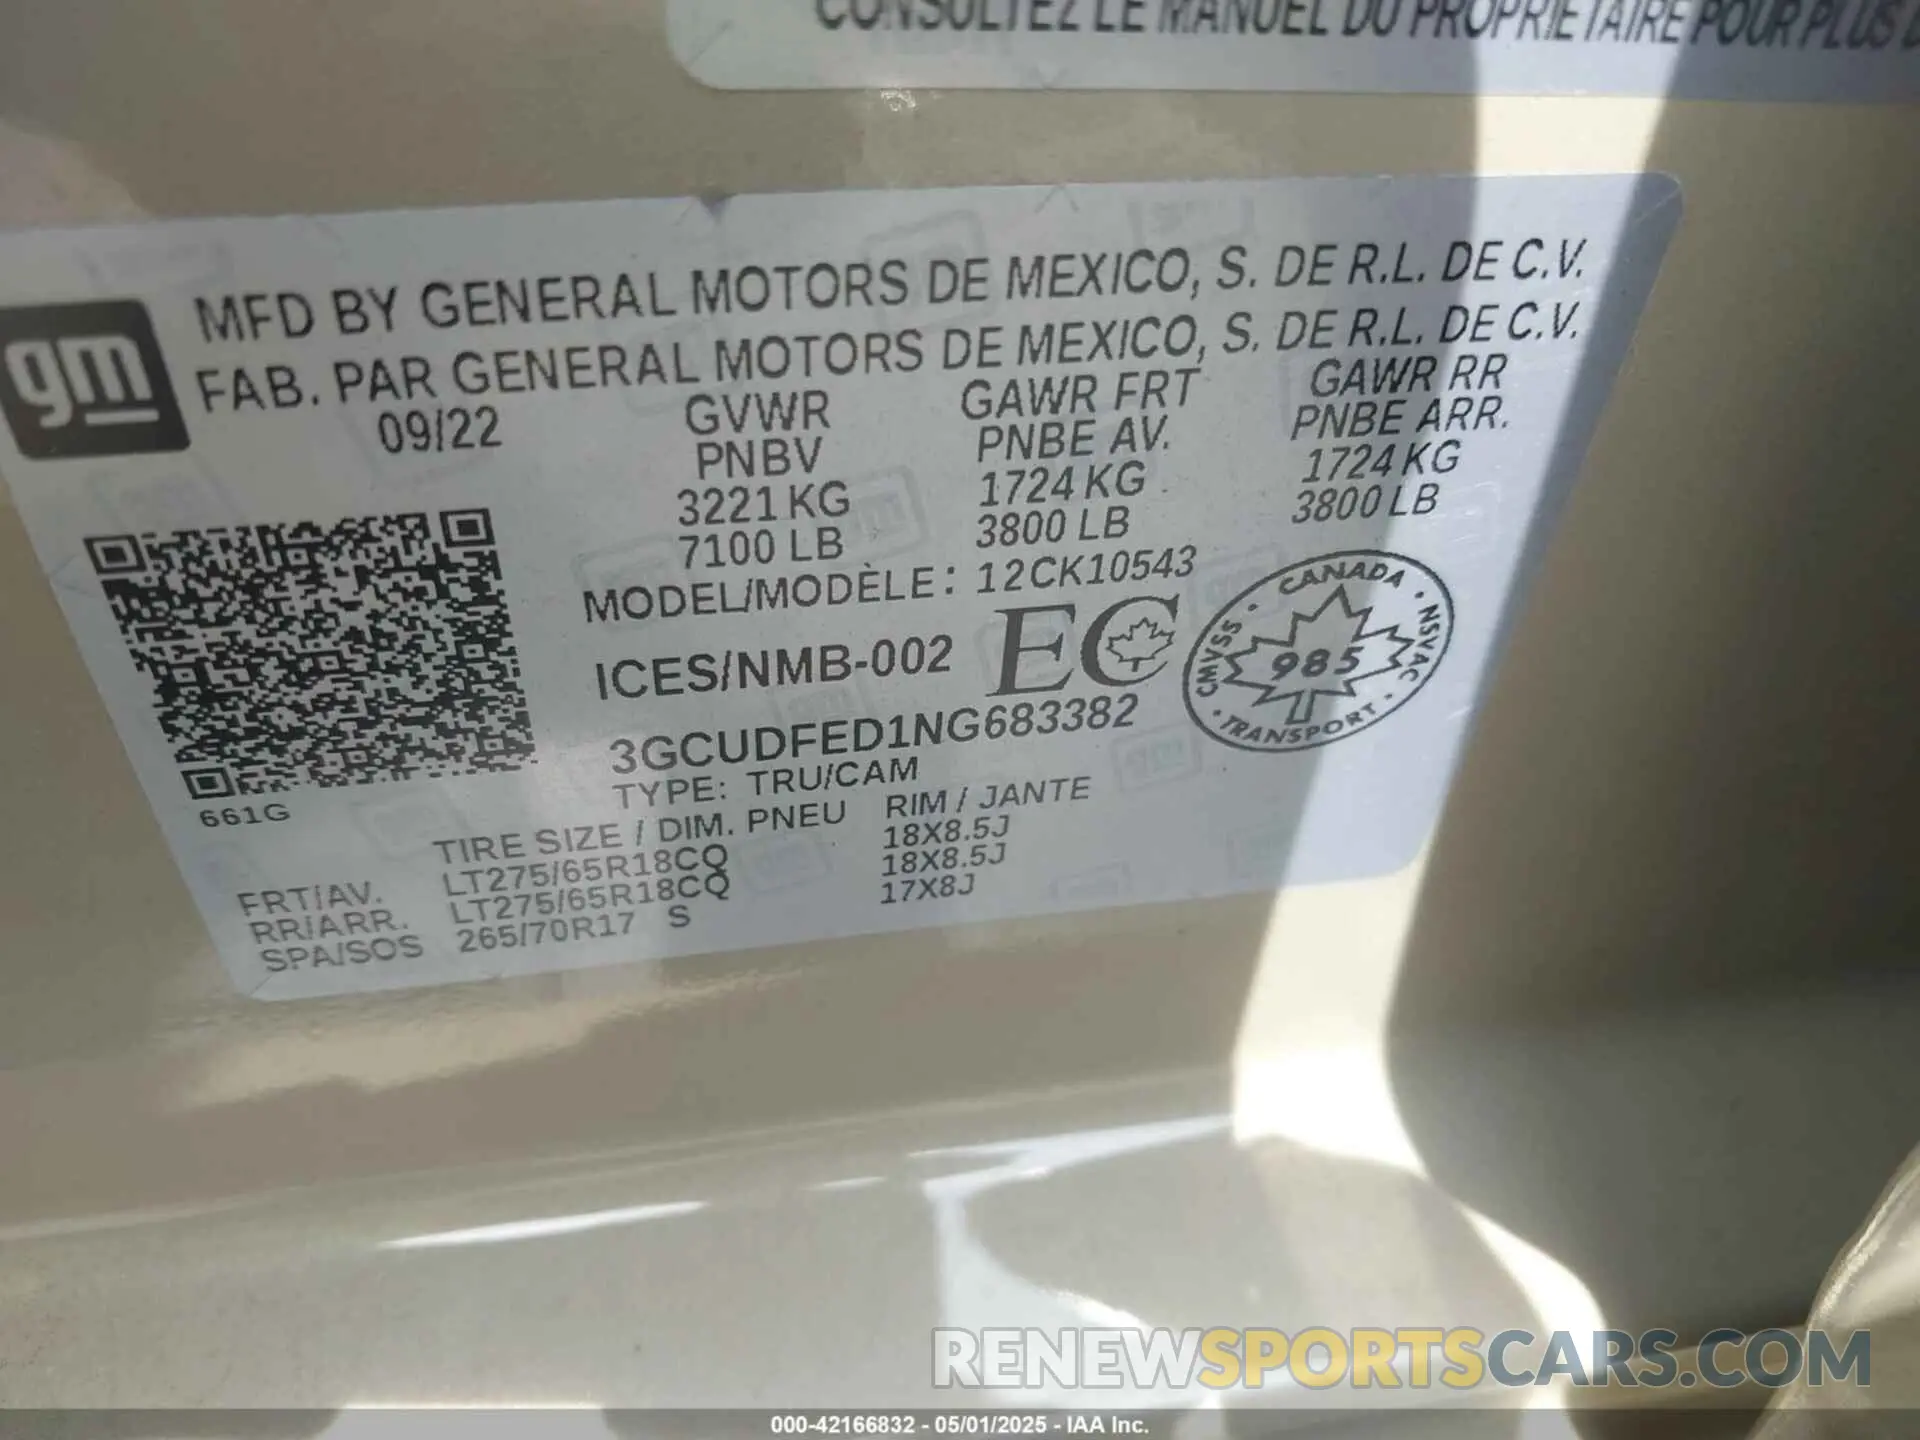 CONSULTEZ LE MANUEL DU PROPRIÉTAIRE POUR PLUS
gm
MFD BY GENERAL MOTORS DE MEXICO, S. DE R.L. DE C.V.
FAB. PAR GENERAL MOTORS DE MEXICO, S. DE R.L. DE C.V.
09/22 GVWR GAWR FRT GAWR RR
PNBV PNBE AV. PNBE ARR.
3221 KG 1724 KG 1724 KG
7100 LB 3800 LB 3800 LB
MODEL/MODÈLE: 12CK10543
ICES/NMB-002 EC
CANADA
CMVSS · 985 · NSVAC
TRANSPORT
3GCUDFED1NG683382
TYPE: TRU/CAM
661G
TIRE SIZE / DIM. PNEU RIM / JANTE
FRT/AV. LT275/65R18CQ 18X8.5J
RR/ARR. LT275/65R18CQ 18X8.5J
SPA/SOS 265/70R17 S 17X8J
RENEWSPORTSCARS.COM
000-42166832 - 05/01/2025 - IAA Inc.